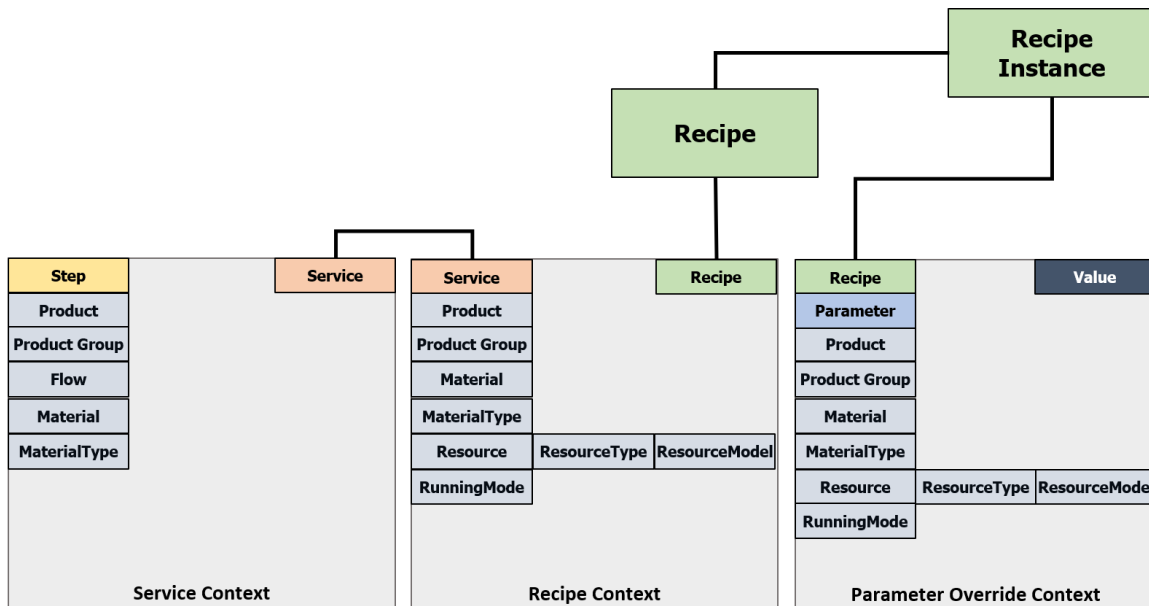 Recipe
Instance
Recipe
Step
Service
Product
Product Group
Flow
Material
MaterialType
Service Context
Service
Recipe
Product
Product Group
Material
MaterialType
Resource
ResourceType
ResourceModel
RunningMode
Recipe Context
Recipe
Value
Parameter
Product
Product Group
Material
MaterialType
Resource
ResourceType
ResourceModel
RunningMode
Parameter Override Context